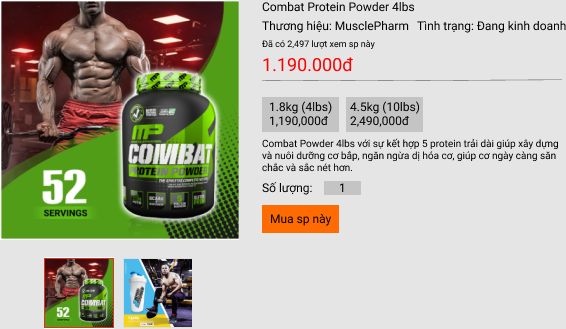 Combat Protein Powder 4lbs
Thương hiệu: MusclePharm Tình trạng: Đang kinh doanh
Đã có 2,497 lượt xem sp này
1.190.000đ
1.8kg (4lbs)
1,190,000đ
4.5kg (10lbs)
2,490,000đ
Combat Powder 4lbs với sự kết hợp 5 protein trải dài giúp xây dựng
và nuôi dưỡng cơ bắp, ngăn ngừa dị hóa cơ, giúp cơ ngày càng săn
chắc và sắc nét hơn.
Số lượng: 1
Mua sp này
MP
COMBAT
PROTEIN POWDER
52
SERVINGS
52
COMBAT